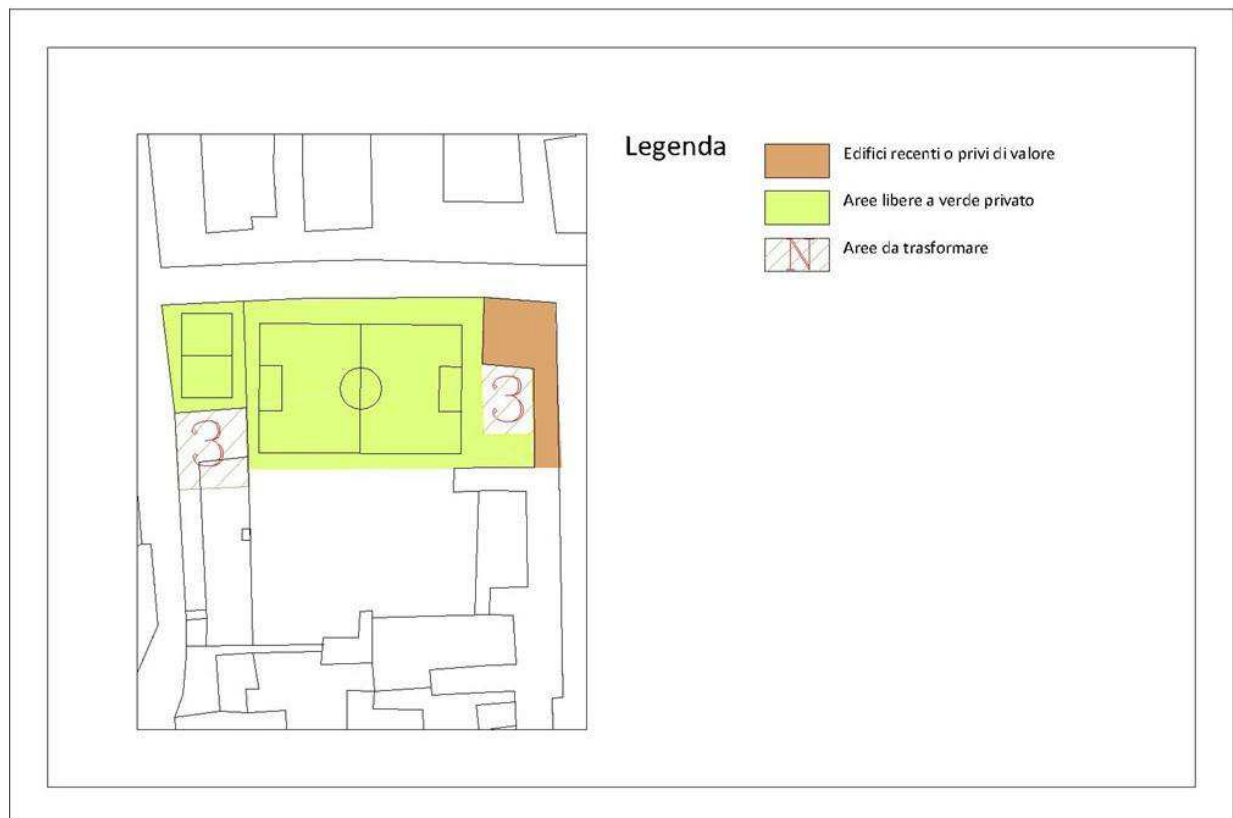 Legenda
Edifici recenti o privi di valore
Aree libere a verde privato
N
Aree da trasformare
3
3